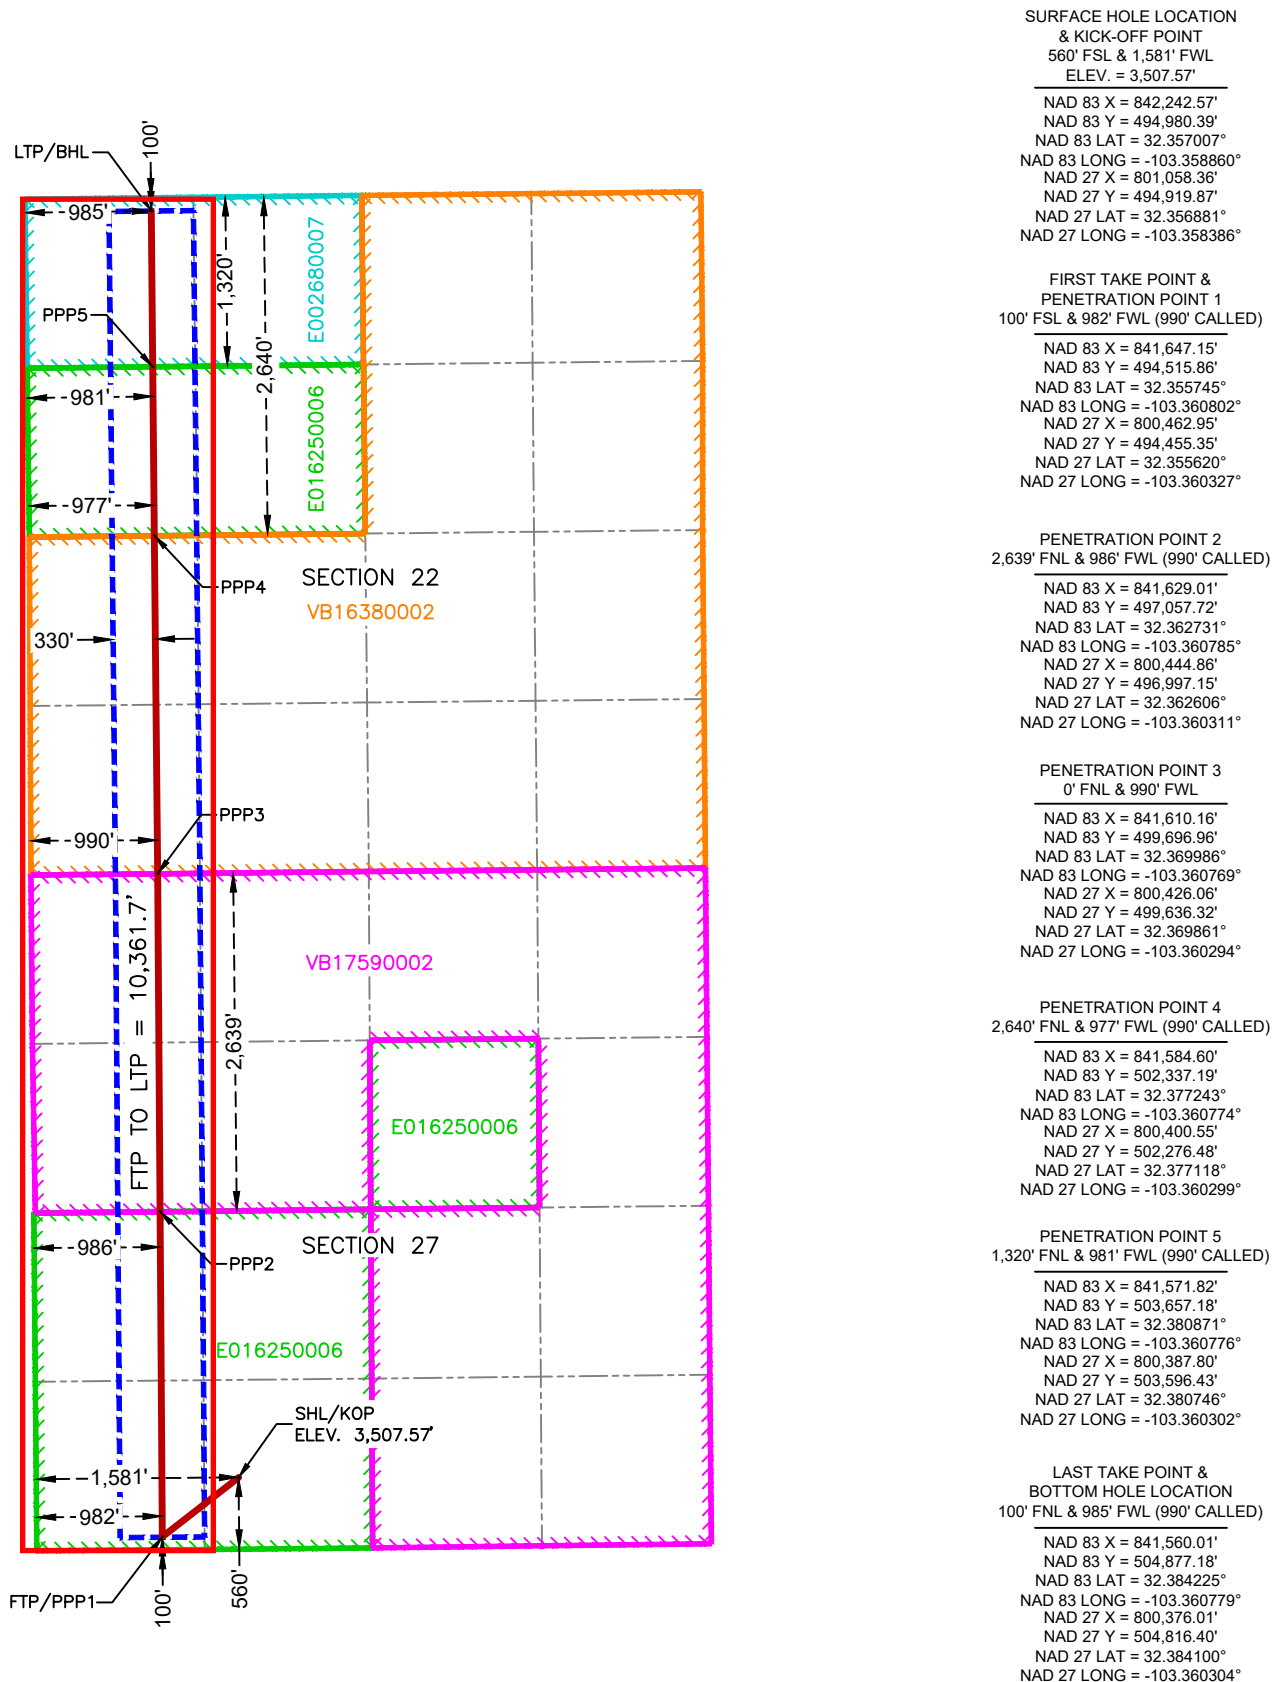 LTP/BHL
100'
985'
1,320'
2,640'
E002680007
PPP5
981'
E016250006
977'
SECTION 22
PPP4
VB16380002
330'
PPP3
990'
FTP TO LTP = 10,361.7'
VB17590002
2,639'
E016250006
986'
SECTION 27
PPP2
E016250006
SHL/KOP
ELEV. 3,507.57'
1,581'
982'
FTP/PPP1
100'
560'
SURFACE HOLE LOCATION
& KICK-OFF POINT
560' FSL & 1,581' FWL
ELEV. = 3,507.57'
NAD 83 X = 842,242.57'
NAD 83 Y = 494,980.39'
NAD 83 LAT = 32.357007°
NAD 83 LONG = -103.358860°
NAD 27 X = 801,058.36'
NAD 27 Y = 494,919.87'
NAD 27 LAT = 32.356881°
NAD 27 LONG = -103.358386°
FIRST TAKE POINT &
PENETRATION POINT 1
100' FSL & 982' FWL (990' CALLED)
NAD 83 X = 841,647.15'
NAD 83 Y = 494,515.86'
NAD 83 LAT = 32.355745°
NAD 83 LONG = -103.360802°
NAD 27 X = 800,462.95'
NAD 27 Y = 494,455.35'
NAD 27 LAT = 32.355620°
NAD 27 LONG = -103.360327°
PENETRATION POINT 2
2,639' FNL & 986' FWL (990' CALLED)
NAD 83 X = 841,629.01'
NAD 83 Y = 497,057.72'
NAD 83 LAT = 32.362731°
NAD 83 LONG = -103.360785°
NAD 27 X = 800,444.86'
NAD 27 Y = 496,997.15'
NAD 27 LAT = 32.362606°
NAD 27 LONG = -103.360311°
PENETRATION POINT 3
0' FNL & 990' FWL
NAD 83 X = 841,610.16'
NAD 83 Y = 499,696.96'
NAD 83 LAT = 32.369986°
NAD 83 LONG = -103.360769°
NAD 27 X = 800,426.06'
NAD 27 Y = 499,636.32'
NAD 27 LAT = 32.369861°
NAD 27 LONG = -103.360294°
PENETRATION POINT 4
2,640' FNL & 977' FWL (990' CALLED)
NAD 83 X = 841,584.60'
NAD 83 Y = 502,337.19'
NAD 83 LAT = 32.377243°
NAD 83 LONG = -103.360774°
NAD 27 X = 800,400.55'
NAD 27 Y = 502,276.48'
NAD 27 LAT = 32.377118°
NAD 27 LONG = -103.360299°
PENETRATION POINT 5
1,320' FNL & 981' FWL (990' CALLED)
NAD 83 X = 841,571.82'
NAD 83 Y = 503,657.18'
NAD 83 LAT = 32.380871°
NAD 83 LONG = -103.360776°
NAD 27 X = 800,387.80'
NAD 27 Y = 503,596.43'
NAD 27 LAT = 32.380746°
NAD 27 LONG = -103.360302°
LAST TAKE POINT &
BOTTOM HOLE LOCATION
100' FNL & 985' FWL (990' CALLED)
NAD 83 X = 841,560.01'
NAD 83 Y = 504,877.18'
NAD 83 LAT = 32.384225°
NAD 83 LONG = -103.360779°
NAD 27 X = 800,376.01'
NAD 27 Y = 504,816.40'
NAD 27 LAT = 32.384100°
NAD 27 LONG = -103.360304°